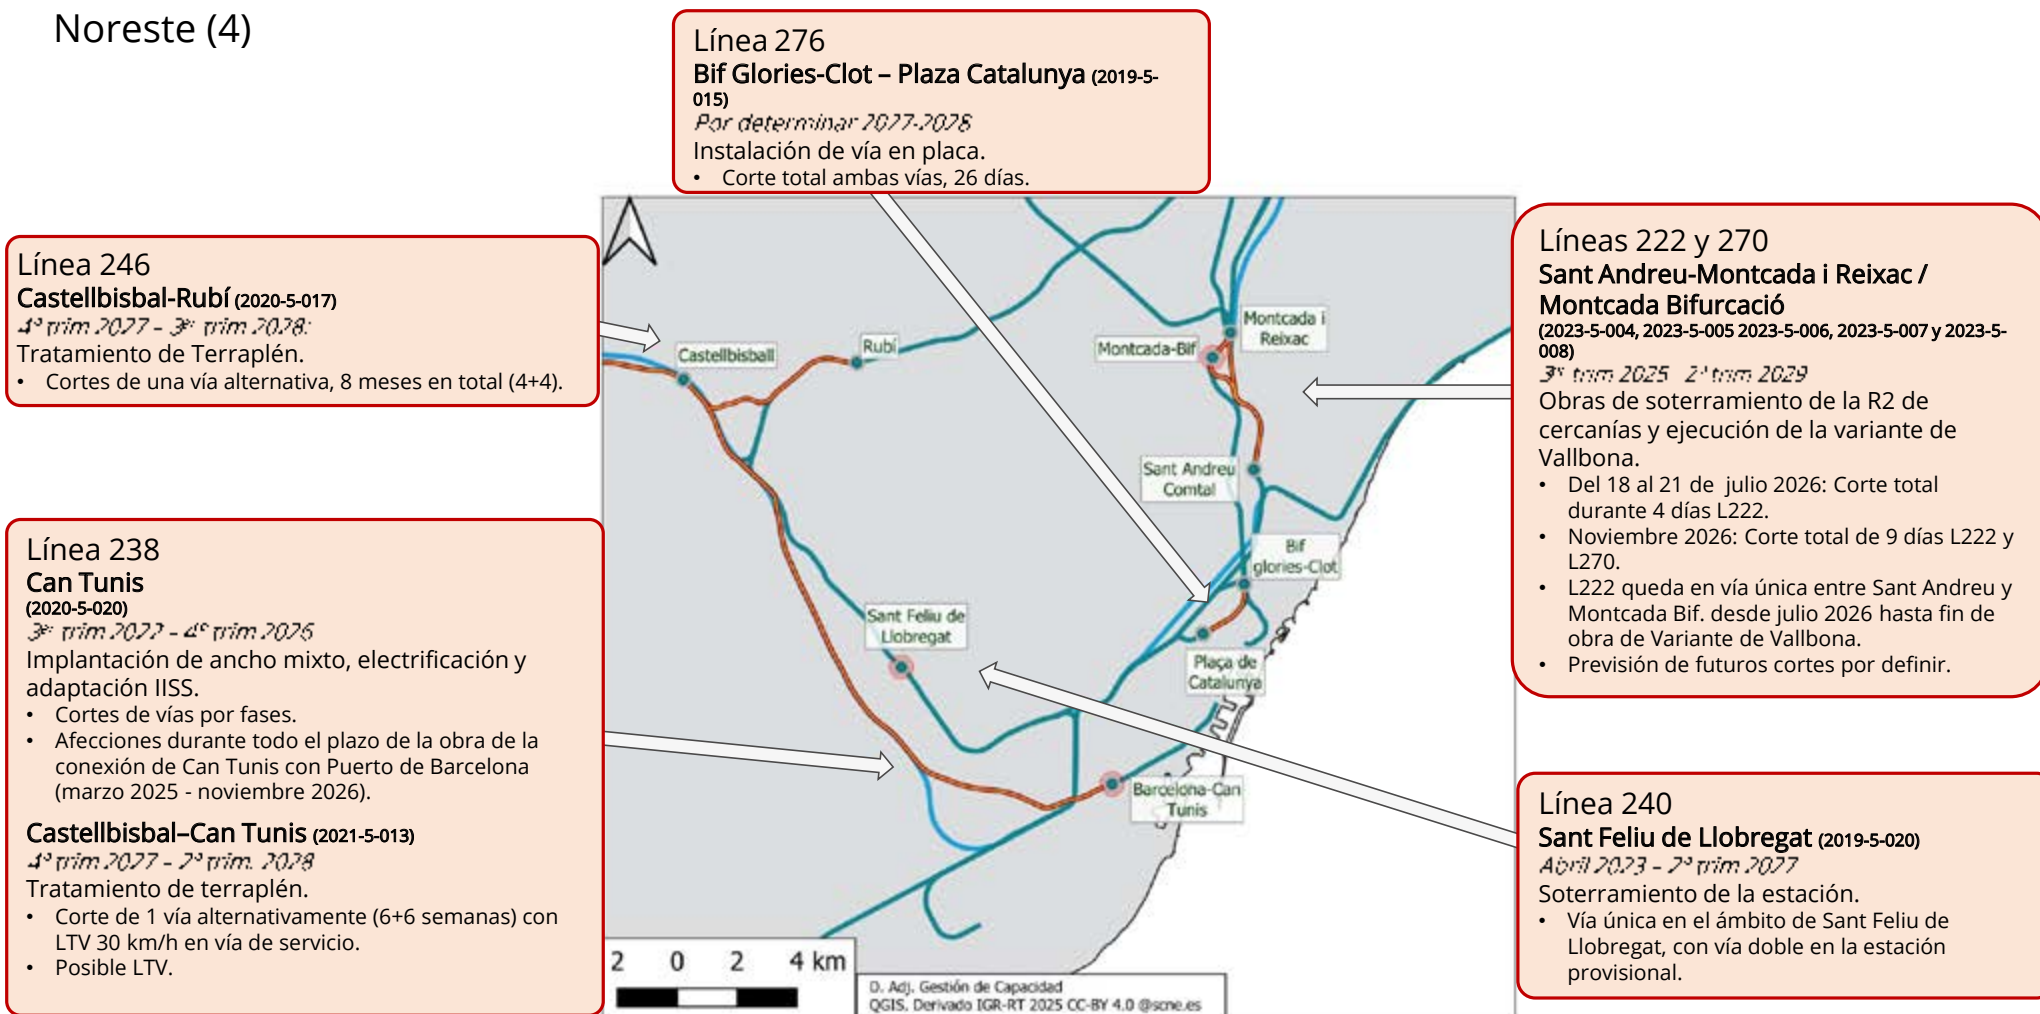 Noreste (4)
Línea 276
Bif Glories-Clot – Plaza Catalunya (2019-5-
015)
Por determinar 2027-2028
Instalación de vía en placa.
• Corte total ambas vías, 26 días.
Línea 246
Castellbisbal-Rubí (2020-5-017)
4º trim 2027 – 3er trim 2028:
Tratamiento de Terraplén.
• Cortes de una vía alternativa, 8 meses en total (4+4).
Línea 238
Can Tunis
(2020-5-020)
3er trim 2022 – 4º trim 2026
Implantación de ancho mixto, electrificación y
adaptación IISS.
• Cortes de vías por fases.
• Afecciones durante todo el plazo de la obra de la
conexión de Can Tunis con Puerto de Barcelona
(marzo 2025 - noviembre 2026).
Castellbisbal–Can Tunis (2021-5-013)
4º trim 2027 – 2º trim. 2028
Tratamiento de terraplén.
• Corte de 1 vía alternativamente (6+6 semanas) con
LTV 30 km/h en vía de servicio.
• Posible LTV.
Líneas 222 y 270
Sant Andreu-Montcada i Reixac /
Montcada Bifurcació
(2023-5-004, 2023-5-005 2023-5-006, 2023-5-007 y 2023-5-
008)
3er trim 2025 2º trim 2029
Obras de soterramiento de la R2 de
cercanías y ejecución de la variante de
Vallbona.
• Del 18 al 21 de julio 2026: Corte total
durante 4 días L222.
• Noviembre 2026: Corte total de 9 días L222 y
L270.
• L222 queda en vía única entre Sant Andreu y
Montcada Bif. desde julio 2026 hasta fin de
obra de Variante de Vallbona.
• Previsión de futuros cortes por definir.
Línea 240
Sant Feliu de Llobregat (2019-5-020)
Abril 2023 – 2º trim 2027
Soterramiento de la estación.
• Vía única en el ámbito de Sant Feliu de
Llobregat, con vía doble en la estación
provisional.
Castellbisball
Rubí
Montcada-Bif
Montcada i
Reixac
Sant Andreu
Comtal
Bif
glories-Clot
Sant Feliu de
Llobregat
Plaça de
Catalunya
Barcelona-Can
Tunis
2 0 2 4 km
D. Adj. Gestión de Capacidad
QGIS. Derivado IGR-RT 2025 CC-BY 4.0 @scne.es